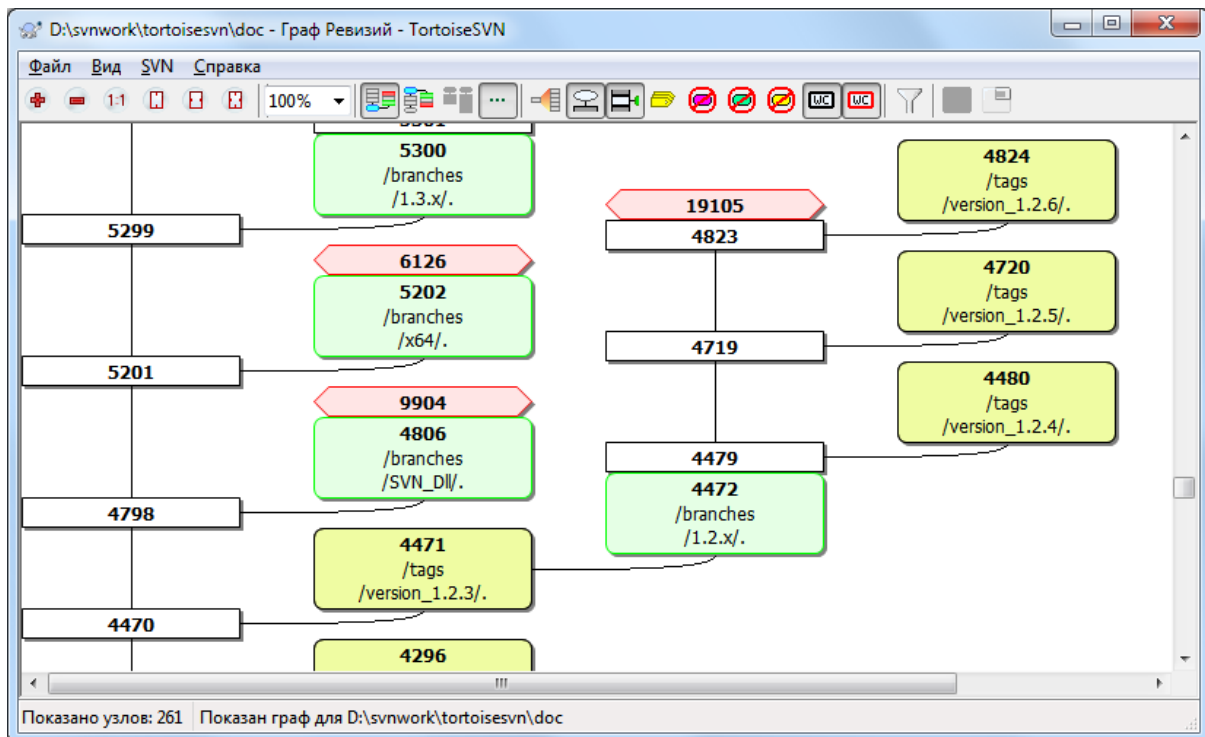 D:\svnwork\tortoisesvn\doc - Граф Ревизий - TortoiseSVN
Файл Вид SVN Справка
1:1 100% WC WC
5300
/branches
/1.3.x/.
5299
6126
5202
/branches
/x64/.
5201
9904
4806
/branches
/SVN_Dll/.
4798
4471
/tags
/version_1.2.3/.
4470
4296
19105
4823
4719
4479
4472
/branches
/1.2.x/.
4824
/tags
/version_1.2.6/.
4720
/tags
/version_1.2.5/.
4480
/tags
/version_1.2.4/.
Показано узлов: 261 Показан граф для D:\svnwork\tortoisesvn\doc